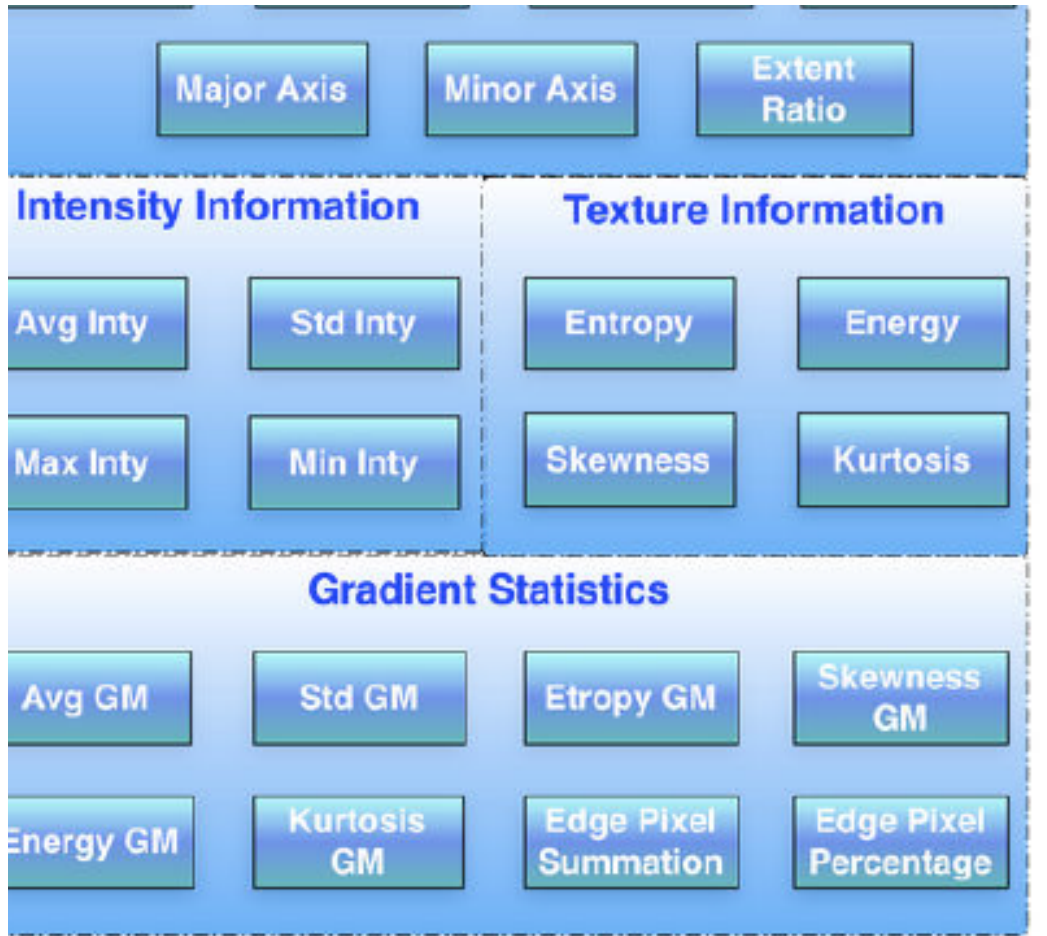 Major Axis
Minor Axis
Extent
Ratio
Intensity Information
Texture Information
Avg Inty
Std Inty
Entropy
Energy
Max Inty
Min Inty
Skewness
Kurtosis
Gradient Statistics
Avg GM
Std GM
Etropy GM
Skewness
GM
Energy GM
Kurtosis
GM
Edge Pixel
Summation
Edge Pixel
Percentage